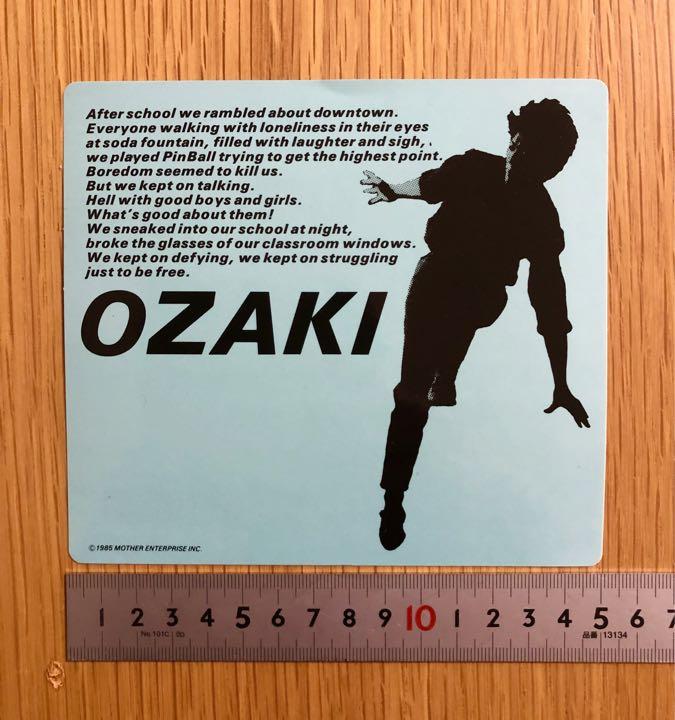 After school we rambled about downtown.
Everyone walking with loneliness in their eyes
at soda fountain, filled with laughter and sigh, .
we played PinBall trying to get the highest point.
Boredom seemed to kill us.
But we kept on talking.
Hell with good boys and girls.
What's good about them!
We sneaked into our school at night,
broke the glasses of our classroom windows.
We kept on defying, we kept on struggling
just to be free.
OZAKI
©1985 MOTHER ENTERPRISE INC.
1 2 3 4 5 6 7 8 9 10 1 2 3 4 5 6 7
品番 13134